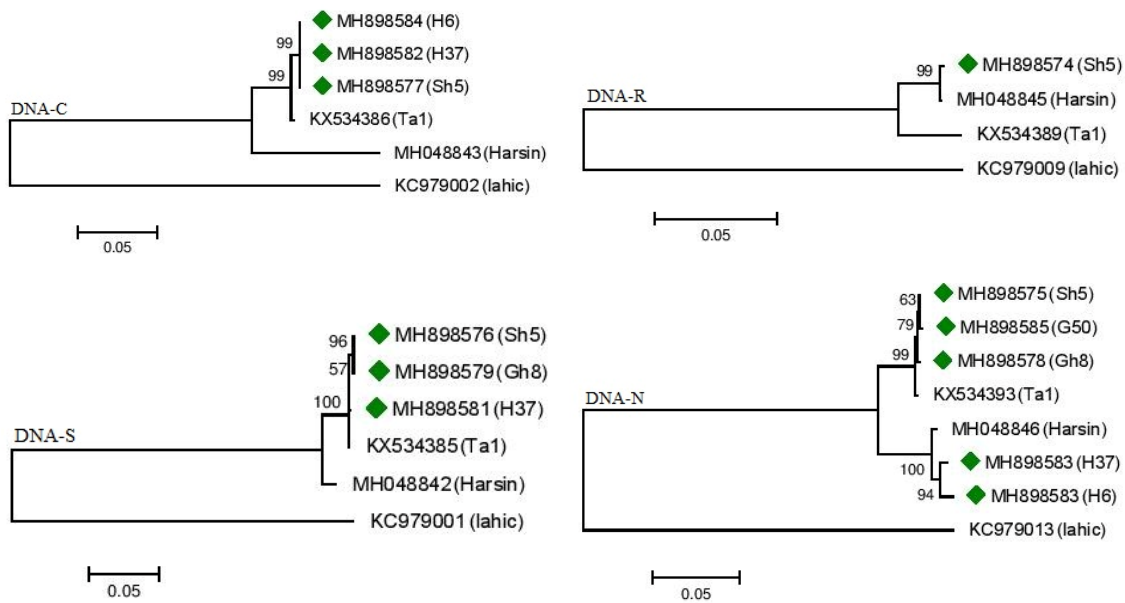 DNA-C
99
99
MH898584 (H6)
MH898582 (H37)
MH898577 (Sh5)
KX534386 (Ta1)
MH048843 (Harsin)
KC979002 (lahic)
0.05
DNA-R
99
MH898574 (Sh5)
MH048845 (Harsin)
KX534389 (Ta1)
KC979009 (lahic)
0.05
DNA-S
96
57
100
MH898576 (Sh5)
MH898579 (Gh8)
MH898581 (H37)
KX534385 (Ta1)
MH048842 (Harsin)
KC979001 (lahic)
0.05
DNA-N
63
79
99
100
94
MH898575 (Sh5)
MH898585 (G50)
MH898578 (Gh8)
KX534393 (Ta1)
MH048846 (Harsin)
MH898583 (H37)
MH898583 (H6)
KC979013 (lahic)
0.05